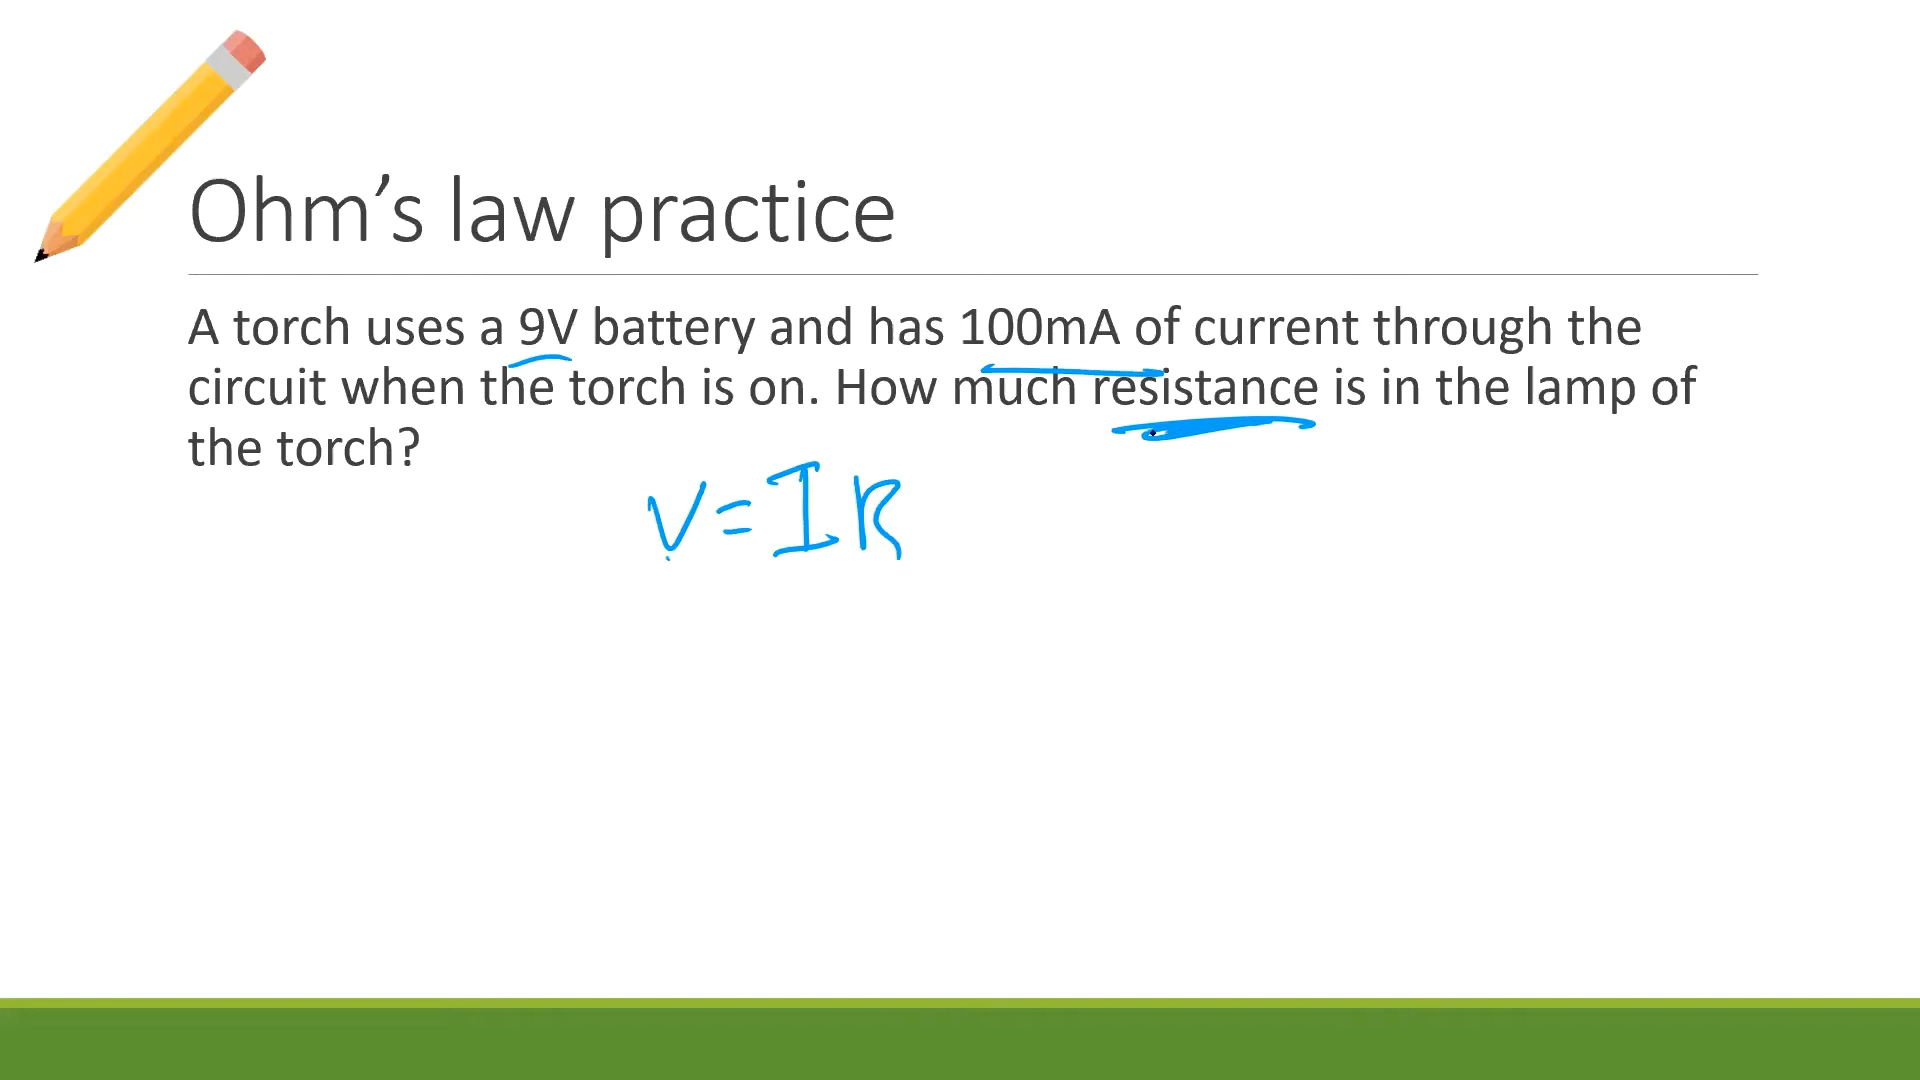 Ohm’s law practice
A torch uses a 9V battery and has 100mA of current through the
circuit when the torch is on. How much resistance is in the lamp of
the torch?
V=IR